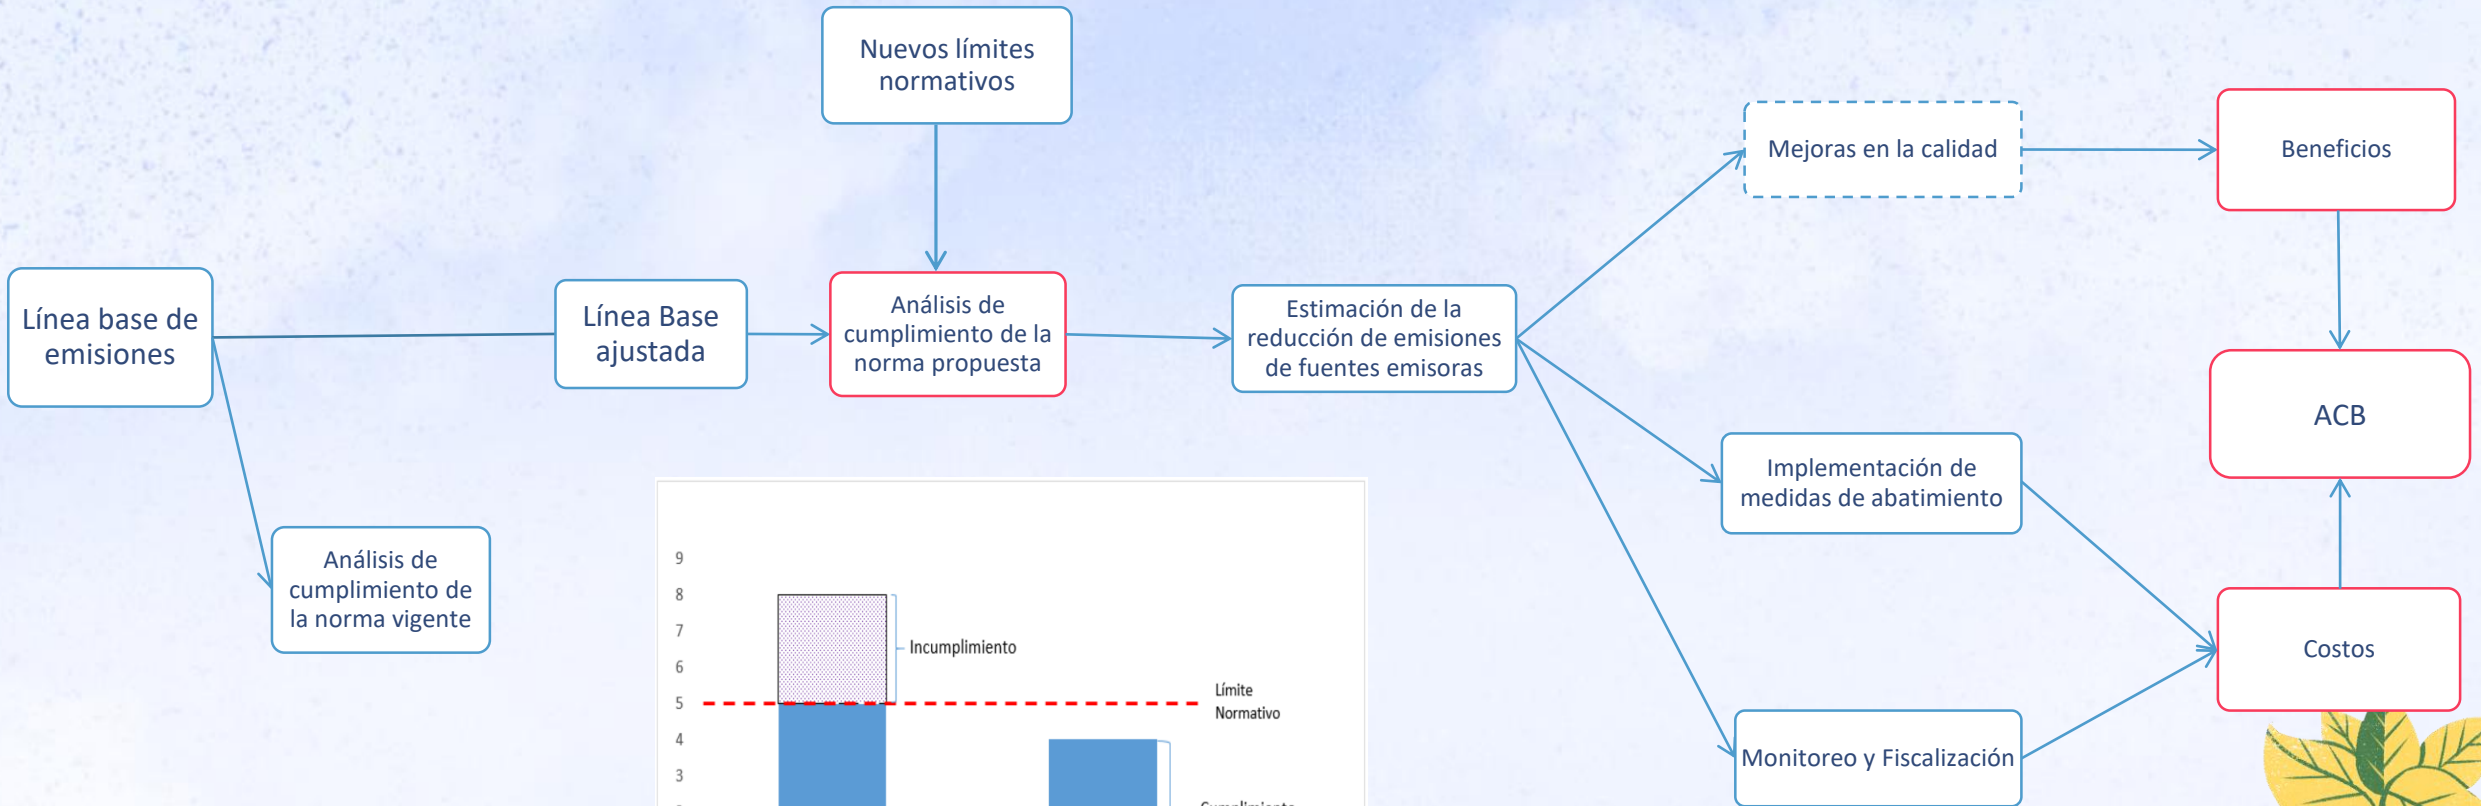 Nuevos límites
normativos
Mejoras en la calidad
Beneficios
Línea base de
emisiones
Línea Base
ajustada
Análisis de
cumplimiento de la
norma propuesta
Estimación de la
reducción de emisiones
de fuentes emisoras
ACB
Implementación de
medidas de abatimiento
Análisis de
cumplimiento de
la norma vigente
Costos
Monitoreo y Fiscalización
9
8
7
6
5
4
3
Incumplimiento
Límite
Normativo